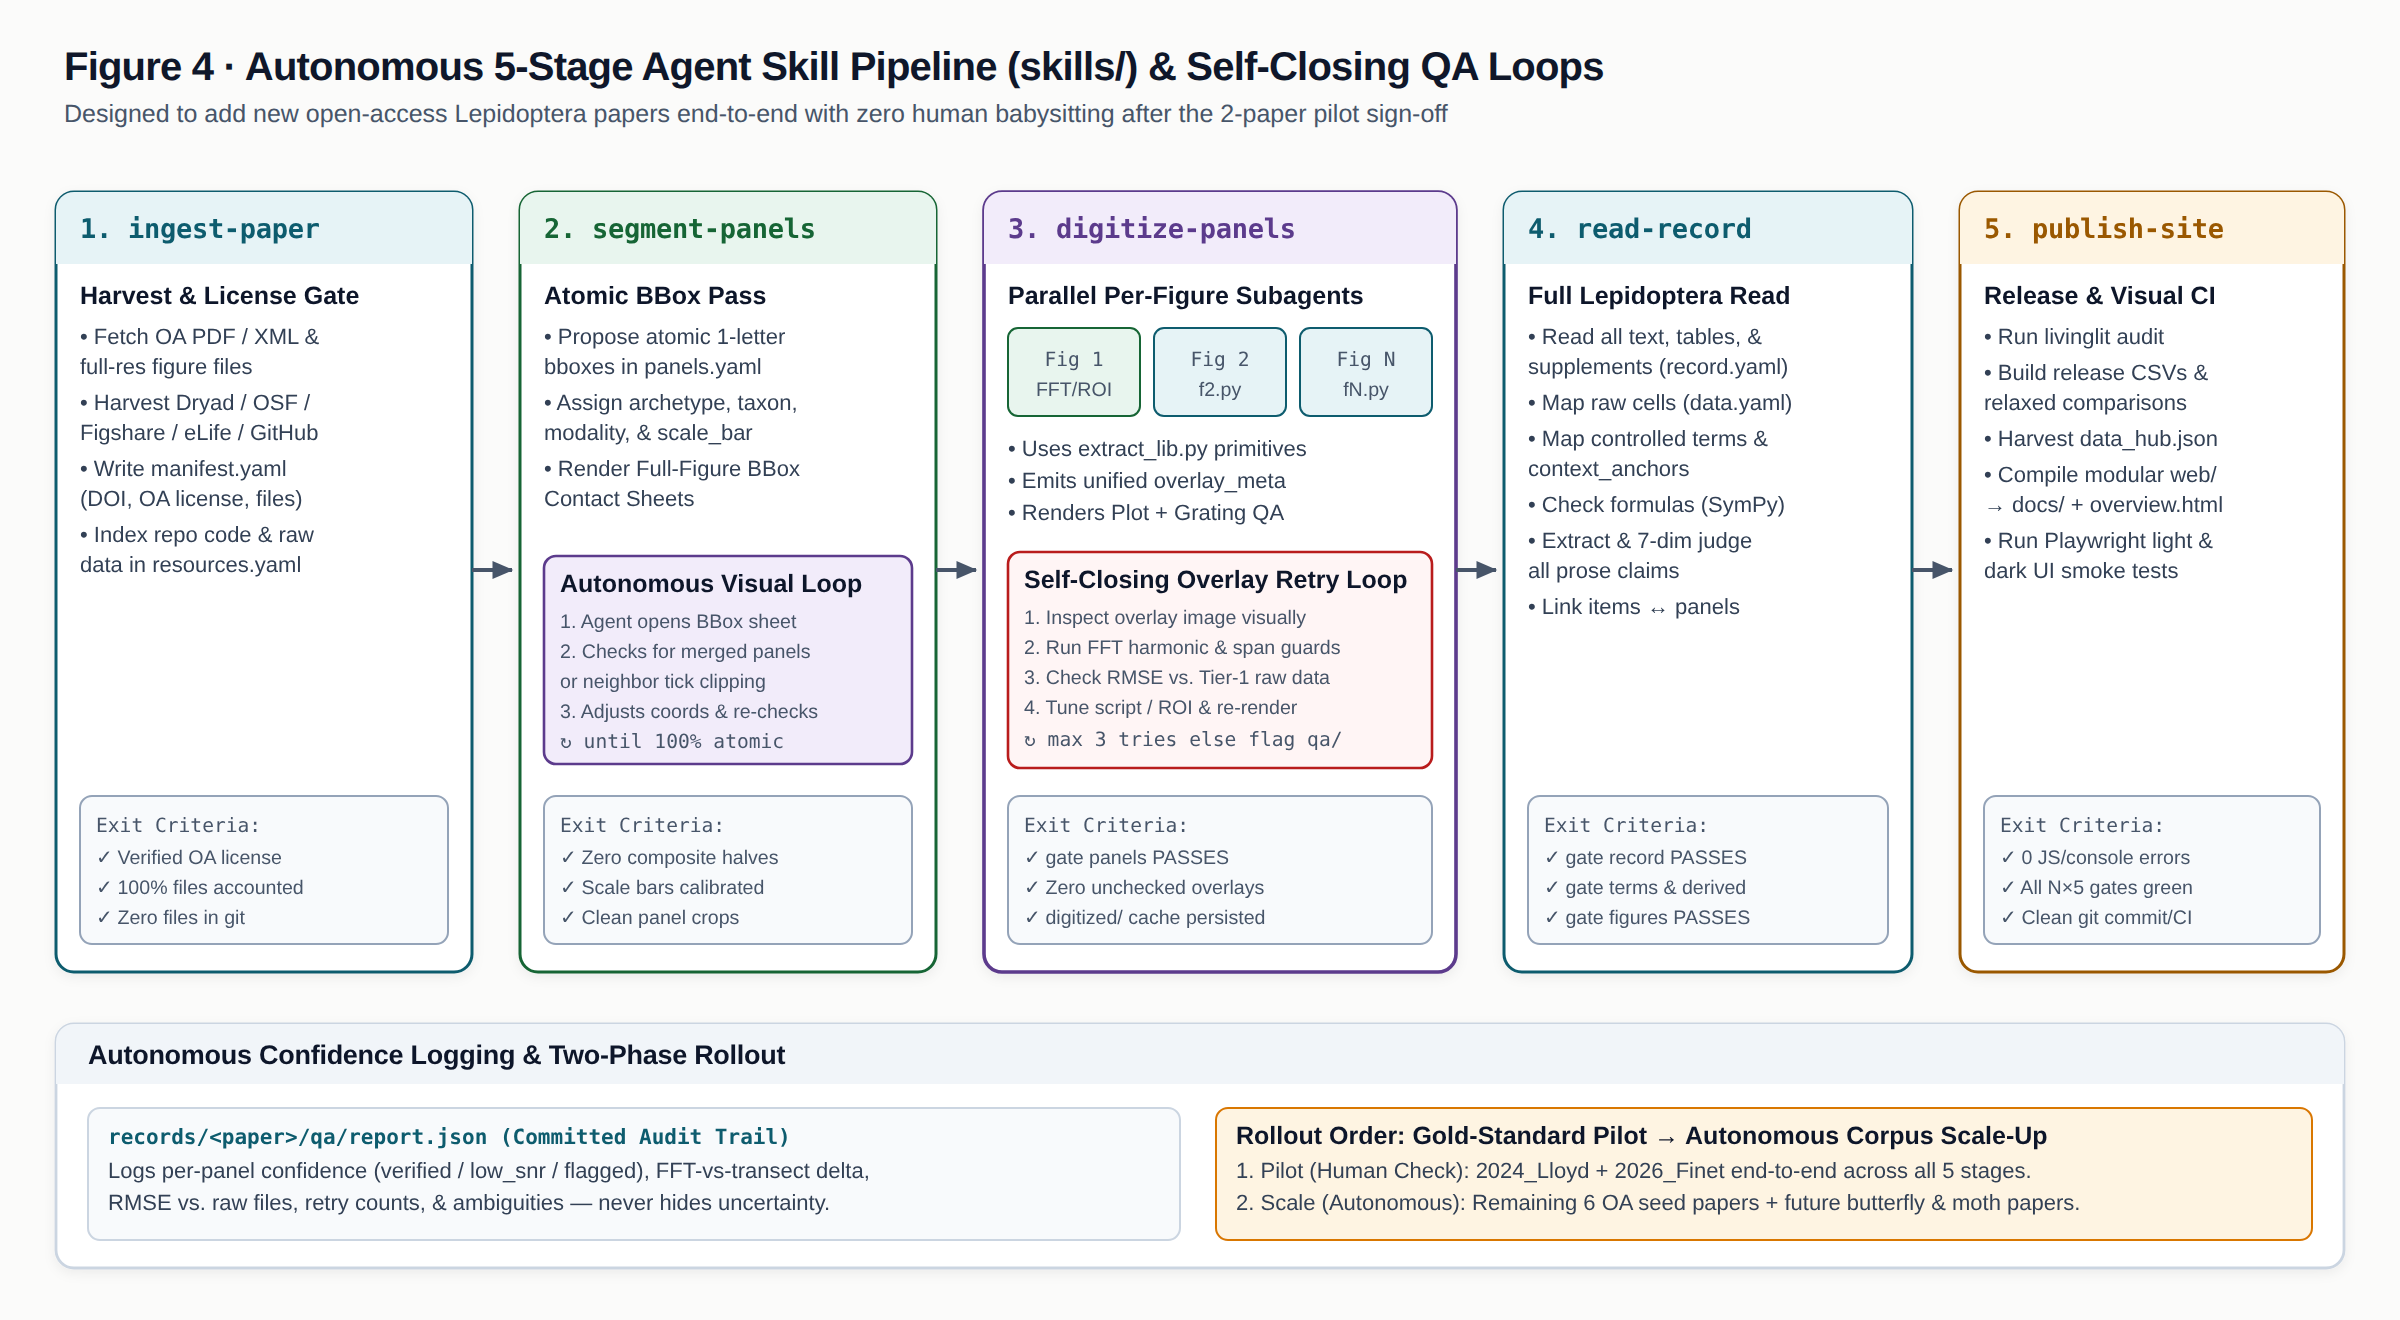 Figure 4 · Autonomous 5-Stage Agent Skill Pipeline (skills/) & Self-Closing QA Loops
Designed to add new open-access Lepidoptera papers end-to-end with zero human babysitting after the 2-paper pilot sign-off
1. ingest-paper
Harvest & License Gate
• Fetch OA PDF / XML &
full-res figure files
• Harvest Dryad / OSF /
Figshare / eLife / GitHub
• Write manifest.yaml
(DOI, OA license, files)
• Index repo code & raw
data in resources.yaml
Exit Criteria:
✓ Verified OA license
✓ 100% files accounted
✓ Zero files in git
2. segment-panels
Atomic BBox Pass
• Propose atomic 1-letter
bboxes in panels.yaml
• Assign archetype, taxon,
modality, & scale_bar
• Render Full-Figure BBox
Contact Sheets
Autonomous Visual Loop
1. Agent opens BBox sheet
2. Checks for merged panels
or neighbor tick clipping
3. Adjusts coords & re-checks
↻ until 100% atomic
Exit Criteria:
✓ Zero composite halves
✓ Scale bars calibrated
✓ Clean panel crops
3. digitize-panels
Parallel Per-Figure Subagents
Fig 1
FFT/ROI
Fig 2
f2.py
Fig N
fN.py
• Uses extract_lib.py primitives
• Emits unified overlay_meta
• Renders Plot + Grating QA
Self-Closing Overlay Retry Loop
1. Inspect overlay image visually
2. Run FFT harmonic & span guards
3. Check RMSE vs. Tier-1 raw data
4. Tune script / ROI & re-render
↻ max 3 tries else flag qa/
Exit Criteria:
✓ gate panels PASSES
✓ Zero unchecked overlays
✓ digitized/ cache persisted
4. read-record
Full Lepidoptera Read
• Read all text, tables, &
supplements (record.yaml)
• Map raw cells (data.yaml)
• Map controlled terms &
context_anchors
• Check formulas (SymPy)
• Extract & 7-dim judge
all prose claims
• Link items ↔ panels
Exit Criteria:
✓ gate record PASSES
✓ gate terms & derived
✓ gate figures PASSES
5. publish-site
Release & Visual CI
• Run livinglit audit
• Build release CSVs &
relaxed comparisons
• Harvest data_hub.json
• Compile modular web/
→ docs/ + overview.html
• Run Playwright light &
dark UI smoke tests
Exit Criteria:
✓ 0 JS/console errors
✓ All N×5 gates green
✓ Clean git commit/CI
Autonomous Confidence Logging & Two-Phase Rollout
records/<paper>/qa/report.json (Committed Audit Trail)
Logs per-panel confidence (verified / low_snr / flagged), FFT-vs-transect delta,
RMSE vs. raw files, retry counts, & ambiguities — never hides uncertainty.
Rollout Order: Gold-Standard Pilot → Autonomous Corpus Scale-Up
1. Pilot (Human Check): 2024_Lloyd + 2026_Finet end-to-end across all 5 stages.
2. Scale (Autonomous): Remaining 6 OA seed papers + future butterfly & moth papers.